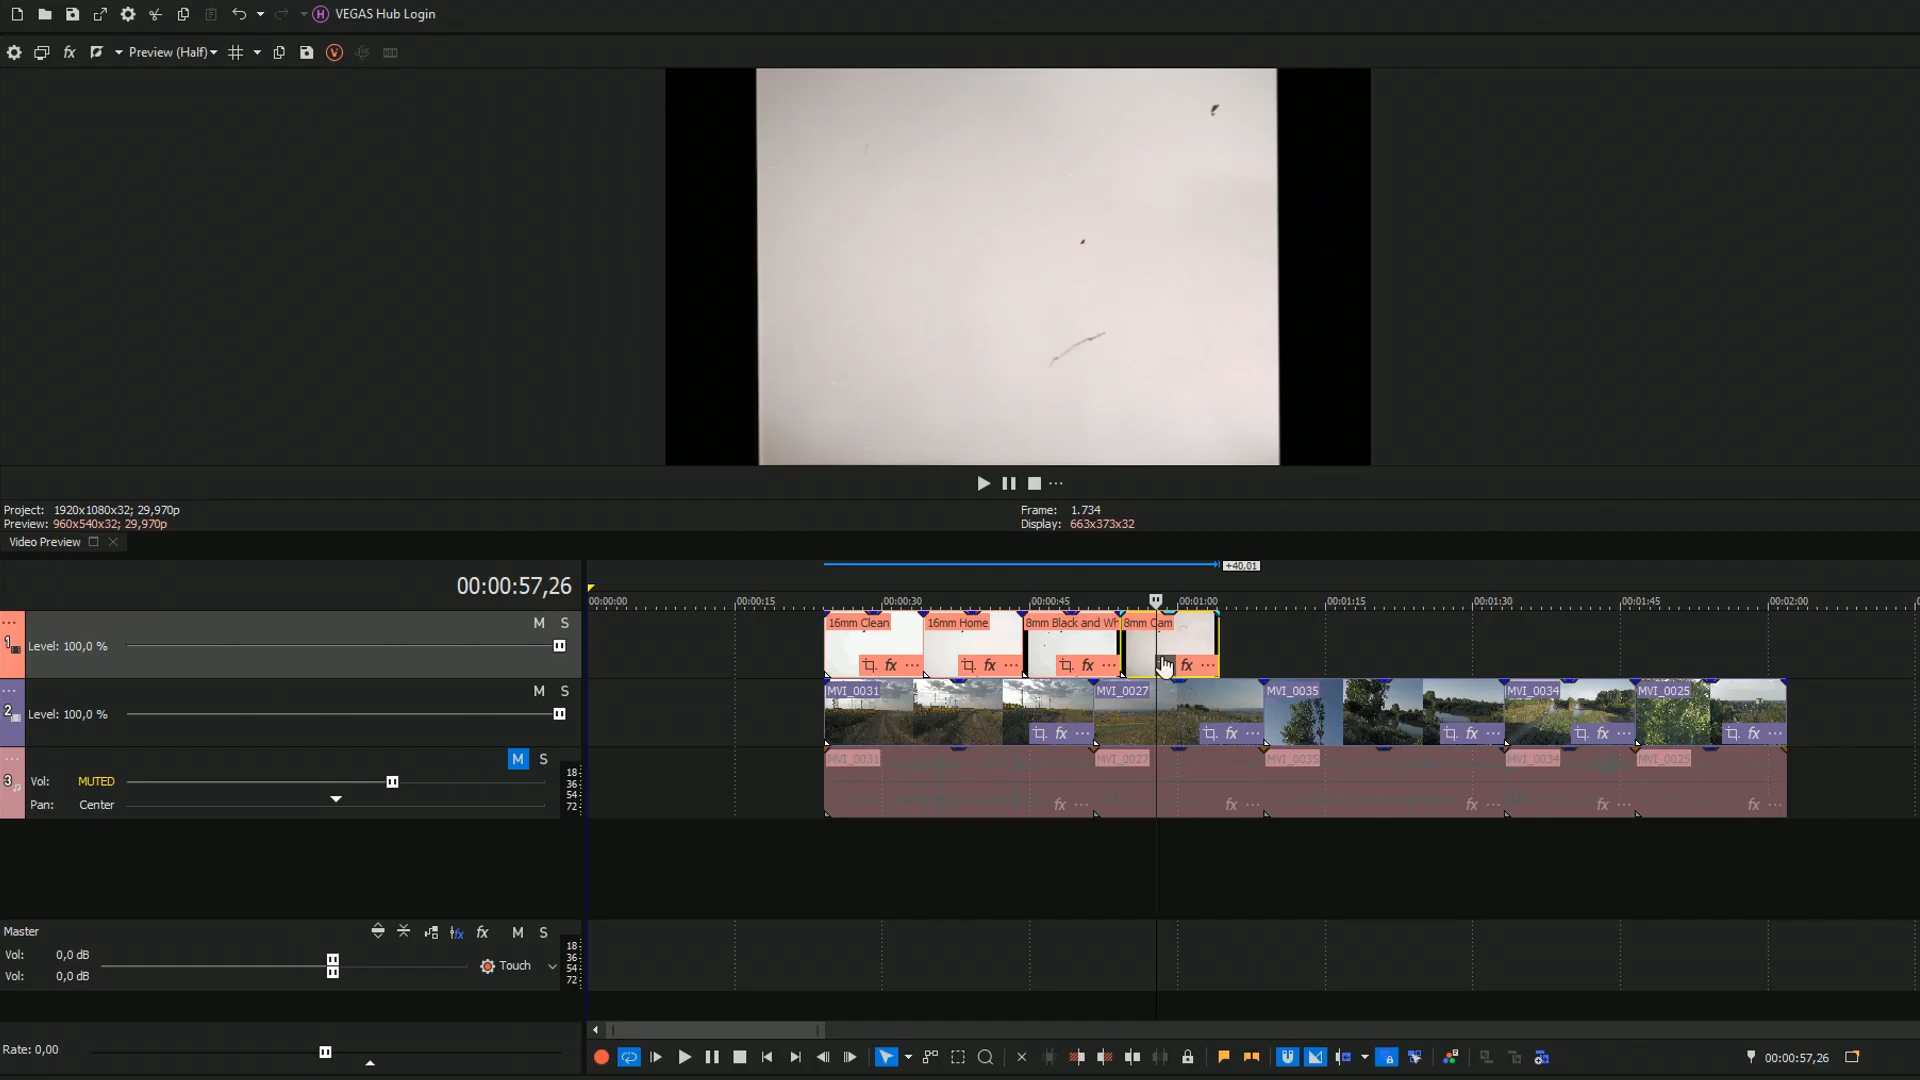 VEGAS Hub Login
Preview (Half)
Project: 1920x1080x32; 29,970p
Preview: 960x540x32; 29,970p
Frame: 1.734
Display: 663x373x32
Video Preview
00:00:57,26
+40.01
00:00:00 00:00:15 00:00:30 00:00:45 00:01:00 00:01:15 00:01:30 00:01:45 00:02:00
1
M S
Level: 100,0 %
16mm Clean 16mm Home 8mm Black and Wh 8mm Cam
fx fx fx fx
2
M S
Level: 100,0 %
MVI_0031 MVI_0027 MVI_0035 MVI_0034 MVI_0025
fx fx fx fx fx
3
M S
Vol: MUTED
Pan: Center
18
36
54
72
MVI_0031 MVI_0027 MVI_0035 MVI_0034 MVI_0025
fx fx fx fx fx
Master
fx fx M S
Vol: 0,0 dB
Vol: 0,0 dB
Touch
18
36
54
72
Rate: 0,00
00:00:57,26